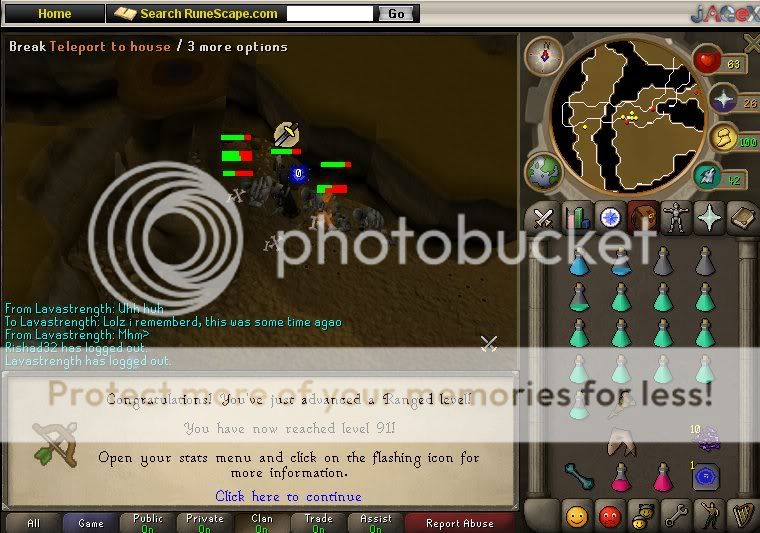 Home
Search RuneScape.com
Go
JAGeX
Break Teleport to house / 3 more options
N
63
26
100
42
0
photobucket
From Lavastrength: Uhh huh
To Lavastrength: Lolz i rememberd, this was some time agao
From Lavastrength: Mhm>
Rishad32 has logged out.
Lavastrength has logged out.
Protect more of your memories for less!
Congratulations! You've just advanced a Ranged level!
You have now reached level 91!
Open your stats menu and click on the flashing icon for
more information.
Click here to continue
10
1
All
Game
Public
On
Private
On
Clan
On
Trade
On
Assist
On
Report Abuse